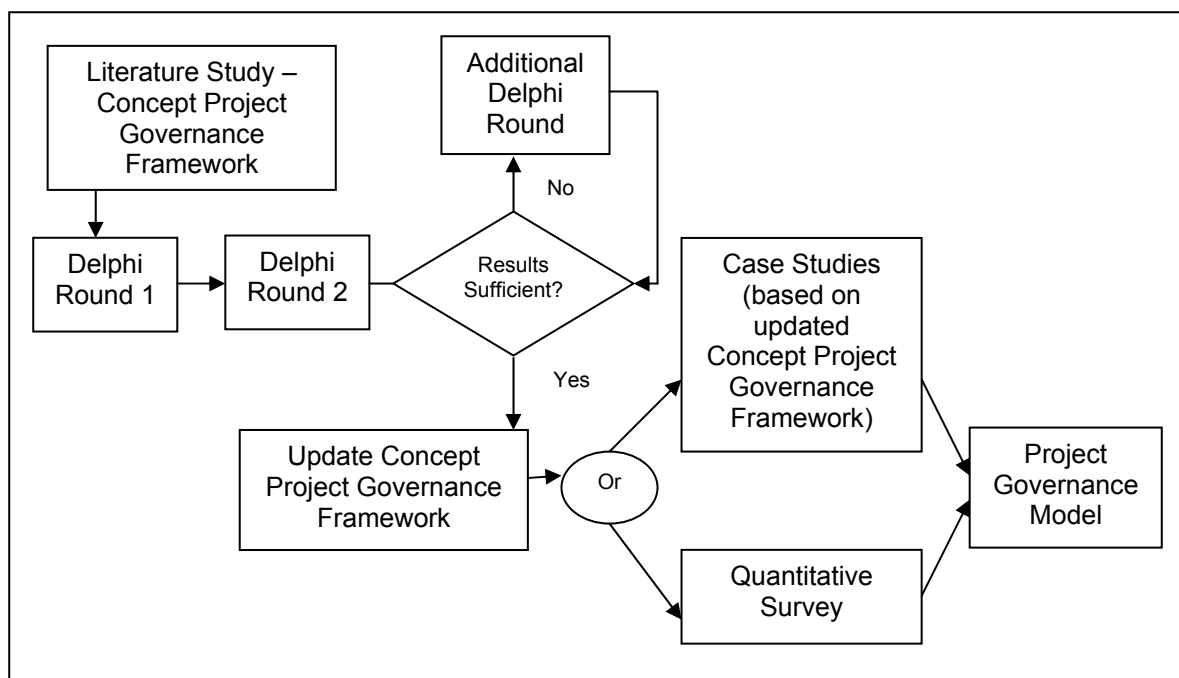 Literature Study –
Concept Project
Governance
Framework
Additional
Delphi
Round
No
Delphi
Round 1
Delphi
Round 2
Results
Sufficient?
Case Studies
(based on
updated
Concept Project
Governance
Framework)
Yes
Update Concept
Project Governance
Framework
Or
Project
Governance
Model
Quantitative
Survey